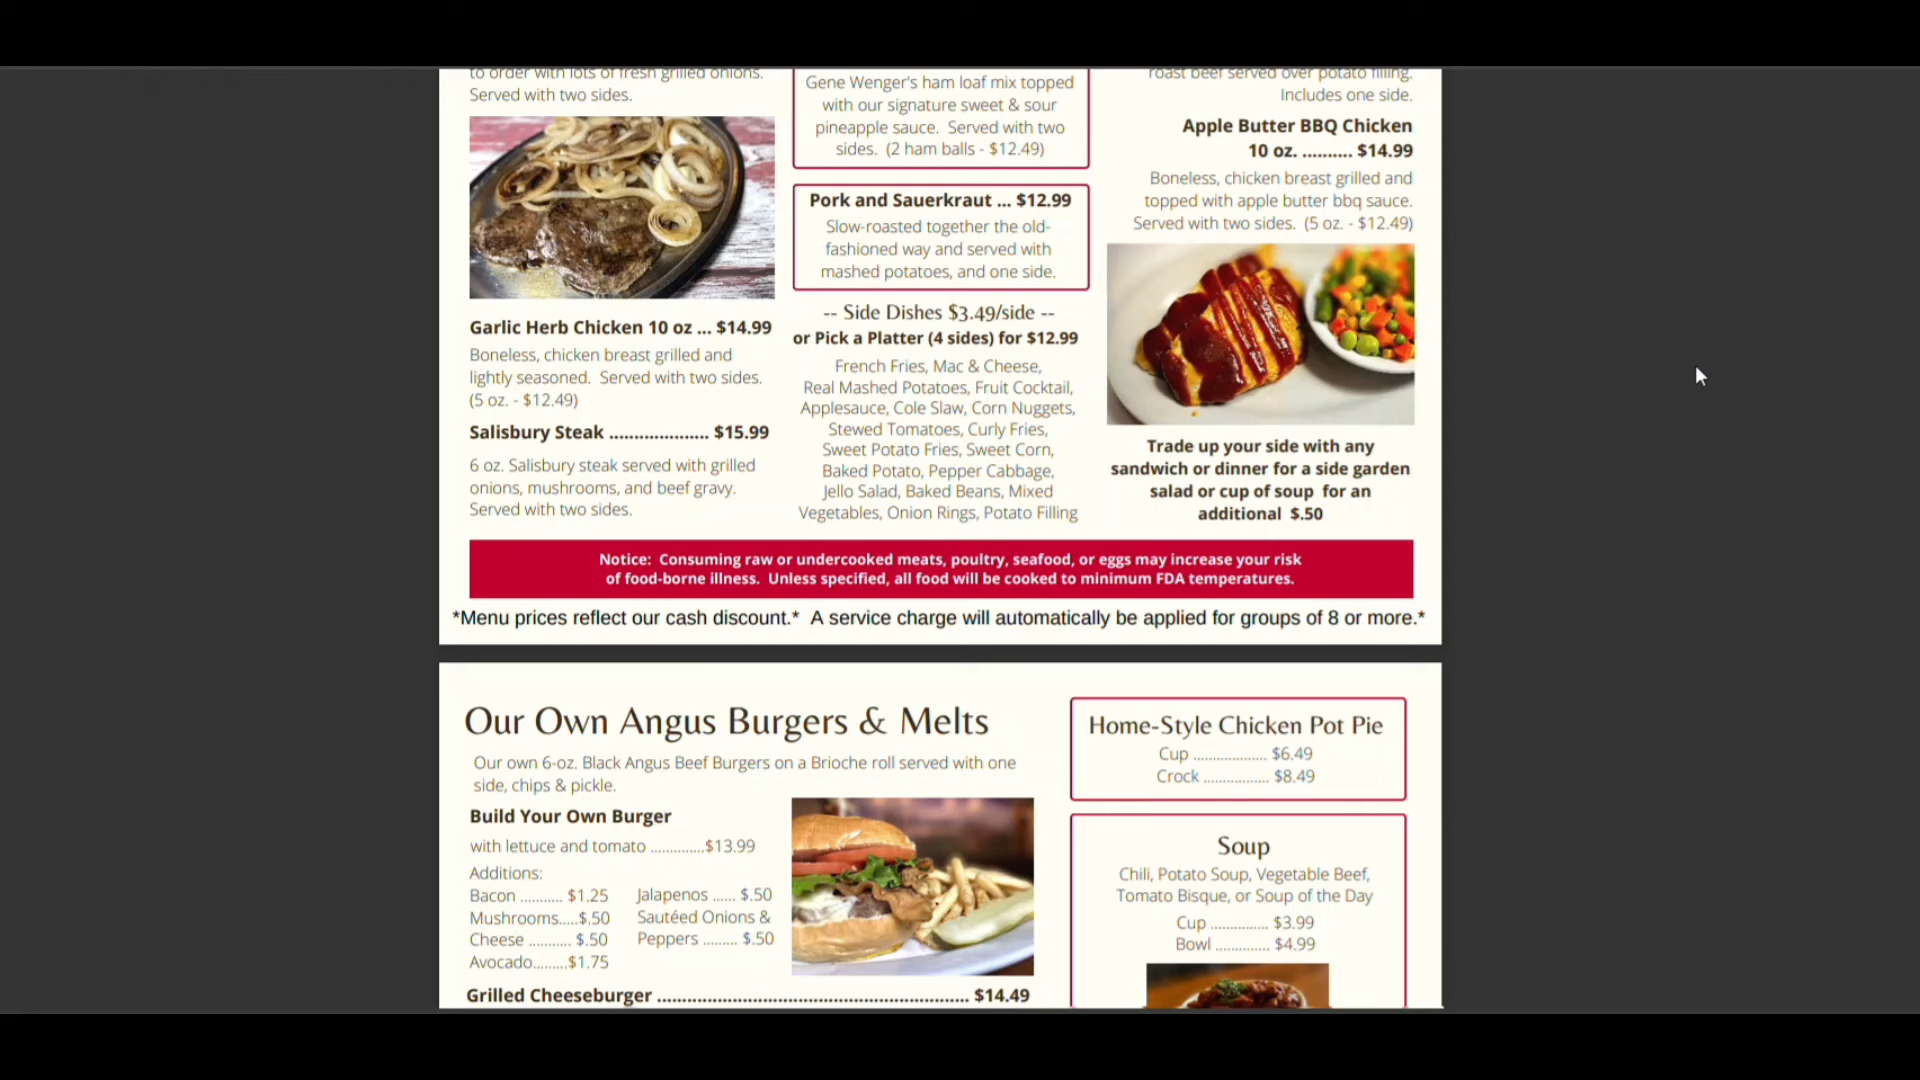 to order with lots of fresh grilled onions.
Served with two sides.
Garlic Herb Chicken 10 oz ... $14.99
Boneless, chicken breast grilled and
lightly seasoned.  Served with two sides.
(5 oz. - $12.49)
Salisbury Steak ................... $15.99
6 oz. Salisbury steak served with grilled
onions, mushrooms, and beef gravy.
Served with two sides.
Gene Wenger's ham loaf mix topped
with our signature sweet & sour
pineapple sauce.  Served with two
sides.  (2 ham balls - $12.49)
Pork and Sauerkraut ... $12.99
Slow-roasted together the old-
fashioned way and served with
mashed potatoes, and one side.
-- Side Dishes $3.49/side --
or Pick a Platter (4 sides) for $12.99
French Fries, Mac & Cheese,
Real Mashed Potatoes, Fruit Cocktail,
Applesauce, Cole Slaw, Corn Nuggets,
Stewed Tomatoes, Curly Fries,
Sweet Potato Fries, Sweet Corn,
Baked Potato, Pepper Cabbage,
Jello Salad, Baked Beans, Mixed
Vegetables, Onion Rings, Potato Filling
roast beef served over potato filling.
Includes one side.
Apple Butter BBQ Chicken
10 oz. .......... $14.99
Boneless, chicken breast grilled and
topped with apple butter bbq sauce.
Served with two sides.  (5 oz. - $12.49)
Trade up your side with any
sandwich or dinner for a side garden
salad or cup of soup  for an
additional  $.50
Notice:  Consuming raw or undercooked meats, poultry, seafood, or eggs may increase your risk
of food-borne illness.  Unless specified, all food will be cooked to minimum FDA temperatures.
*Menu prices reflect our cash discount.*  A service charge will automatically be applied for groups of 8 or more.*
Our Own Angus Burgers & Melts
Our own 6-oz. Black Angus Beef Burgers on a Brioche roll served with one
side, chips & pickle.
Build Your Own Burger
with lettuce and tomato .............$13.99
Additions:
Bacon .......... $1.25
Mushrooms.....$.50
Cheese .......... $.50
Avocado........$1.75
Jalapenos ...... $.50
Sautéed Onions &
Peppers ......... $.50
Grilled Cheeseburger ..................................................... $14.49
Home-Style Chicken Pot Pie
Cup .................. $6.49
Crock ................ $8.49
Soup
Chili, Potato Soup, Vegetable Beef,
Tomato Bisque, or Soup of the Day
Cup .............. $3.99
Bowl ............. $4.99